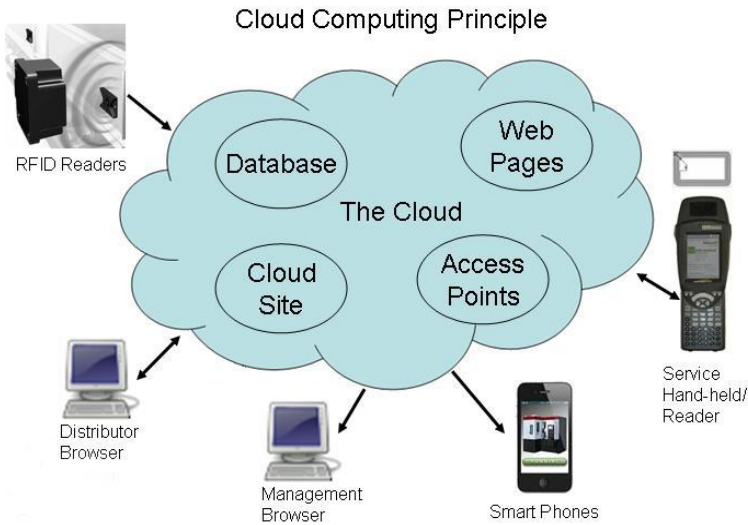 Cloud Computing Principle
RFID Readers
Database
Web
Pages
The Cloud
Cloud
Site
Access
Points
Service
Hand-held/
Reader
Distributor
Browser
Management
Browser
Smart Phones